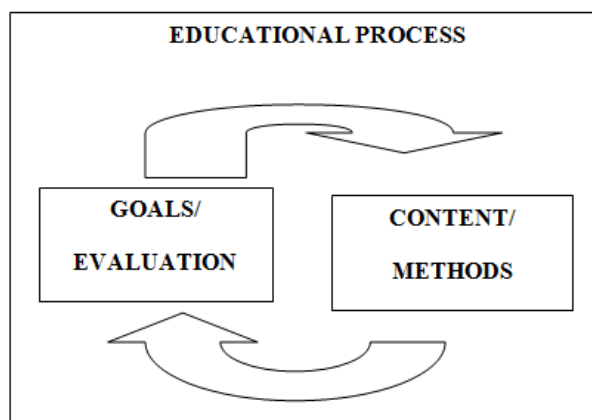 EDUCATIONAL PROCESS
GOALS/
EVALUATION
CONTENT/
METHODS